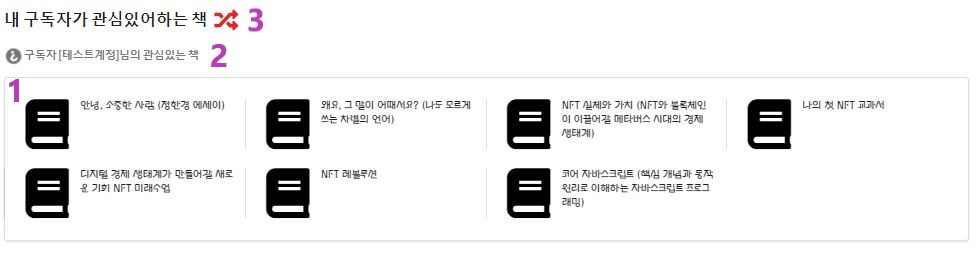 내 구독자가 관심있어하는 책 3
구독자 [테스트계정]님의 관심있는 책 2
1
안녕, 소중한 사람 (정한경 에세이)
왜요, 그 말이 어때서요? (나도 모르게
쓰는 차별의 언어)
NFT 실체와 가치 (NFT와 블록체인
이 이끌어갈 메타버스 시대의 경제
생태계)
나의 첫 NFT 교과서
디지털 경제 생태계가 만들어갈 새로
운 기회 NFT 미래수업
NFT 레볼루션
코어 자바스크립트 (핵심 개념과 동작
원리로 이해하는 자바스크립트 프로그
래밍)